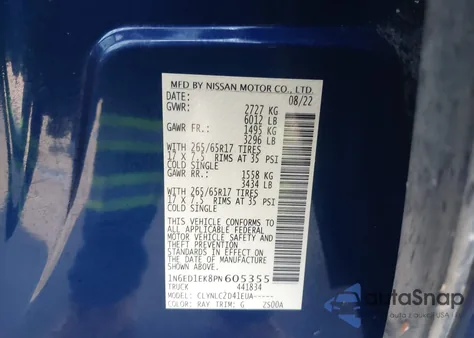 MFD BY NISSAN MOTOR CO., LTD.
DATE: 08/22
GVWR: 2727 KG
6012 LB
GAWR FR.: 1495 KG
3296 LB
WITH 265/65R17 TIRES
17 X 7.5 RIMS AT 35 PSI
COLD SINGLE
GAWR RR.: 1558 KG
3434 LB
WITH 265/65R17 TIRES
17 X 7.5 RIMS AT 35 PSI
COLD SINGLE
THIS VEHICLE CONFORMS TO
ALL APPLICABLE FEDERAL
MOTOR VEHICLE SAFETY AND
THEFT PREVENTION
STANDARDS IN EFFECT ON THE
DATE OF MANUFACTURE
SHOWN ABOVE.
1N6ED1EK8PN605355
TRUCK 441834
MODEL: CLYNLCZD41EUA-----
COLOR: RAY TRIM: G 2S00A
autoSnap